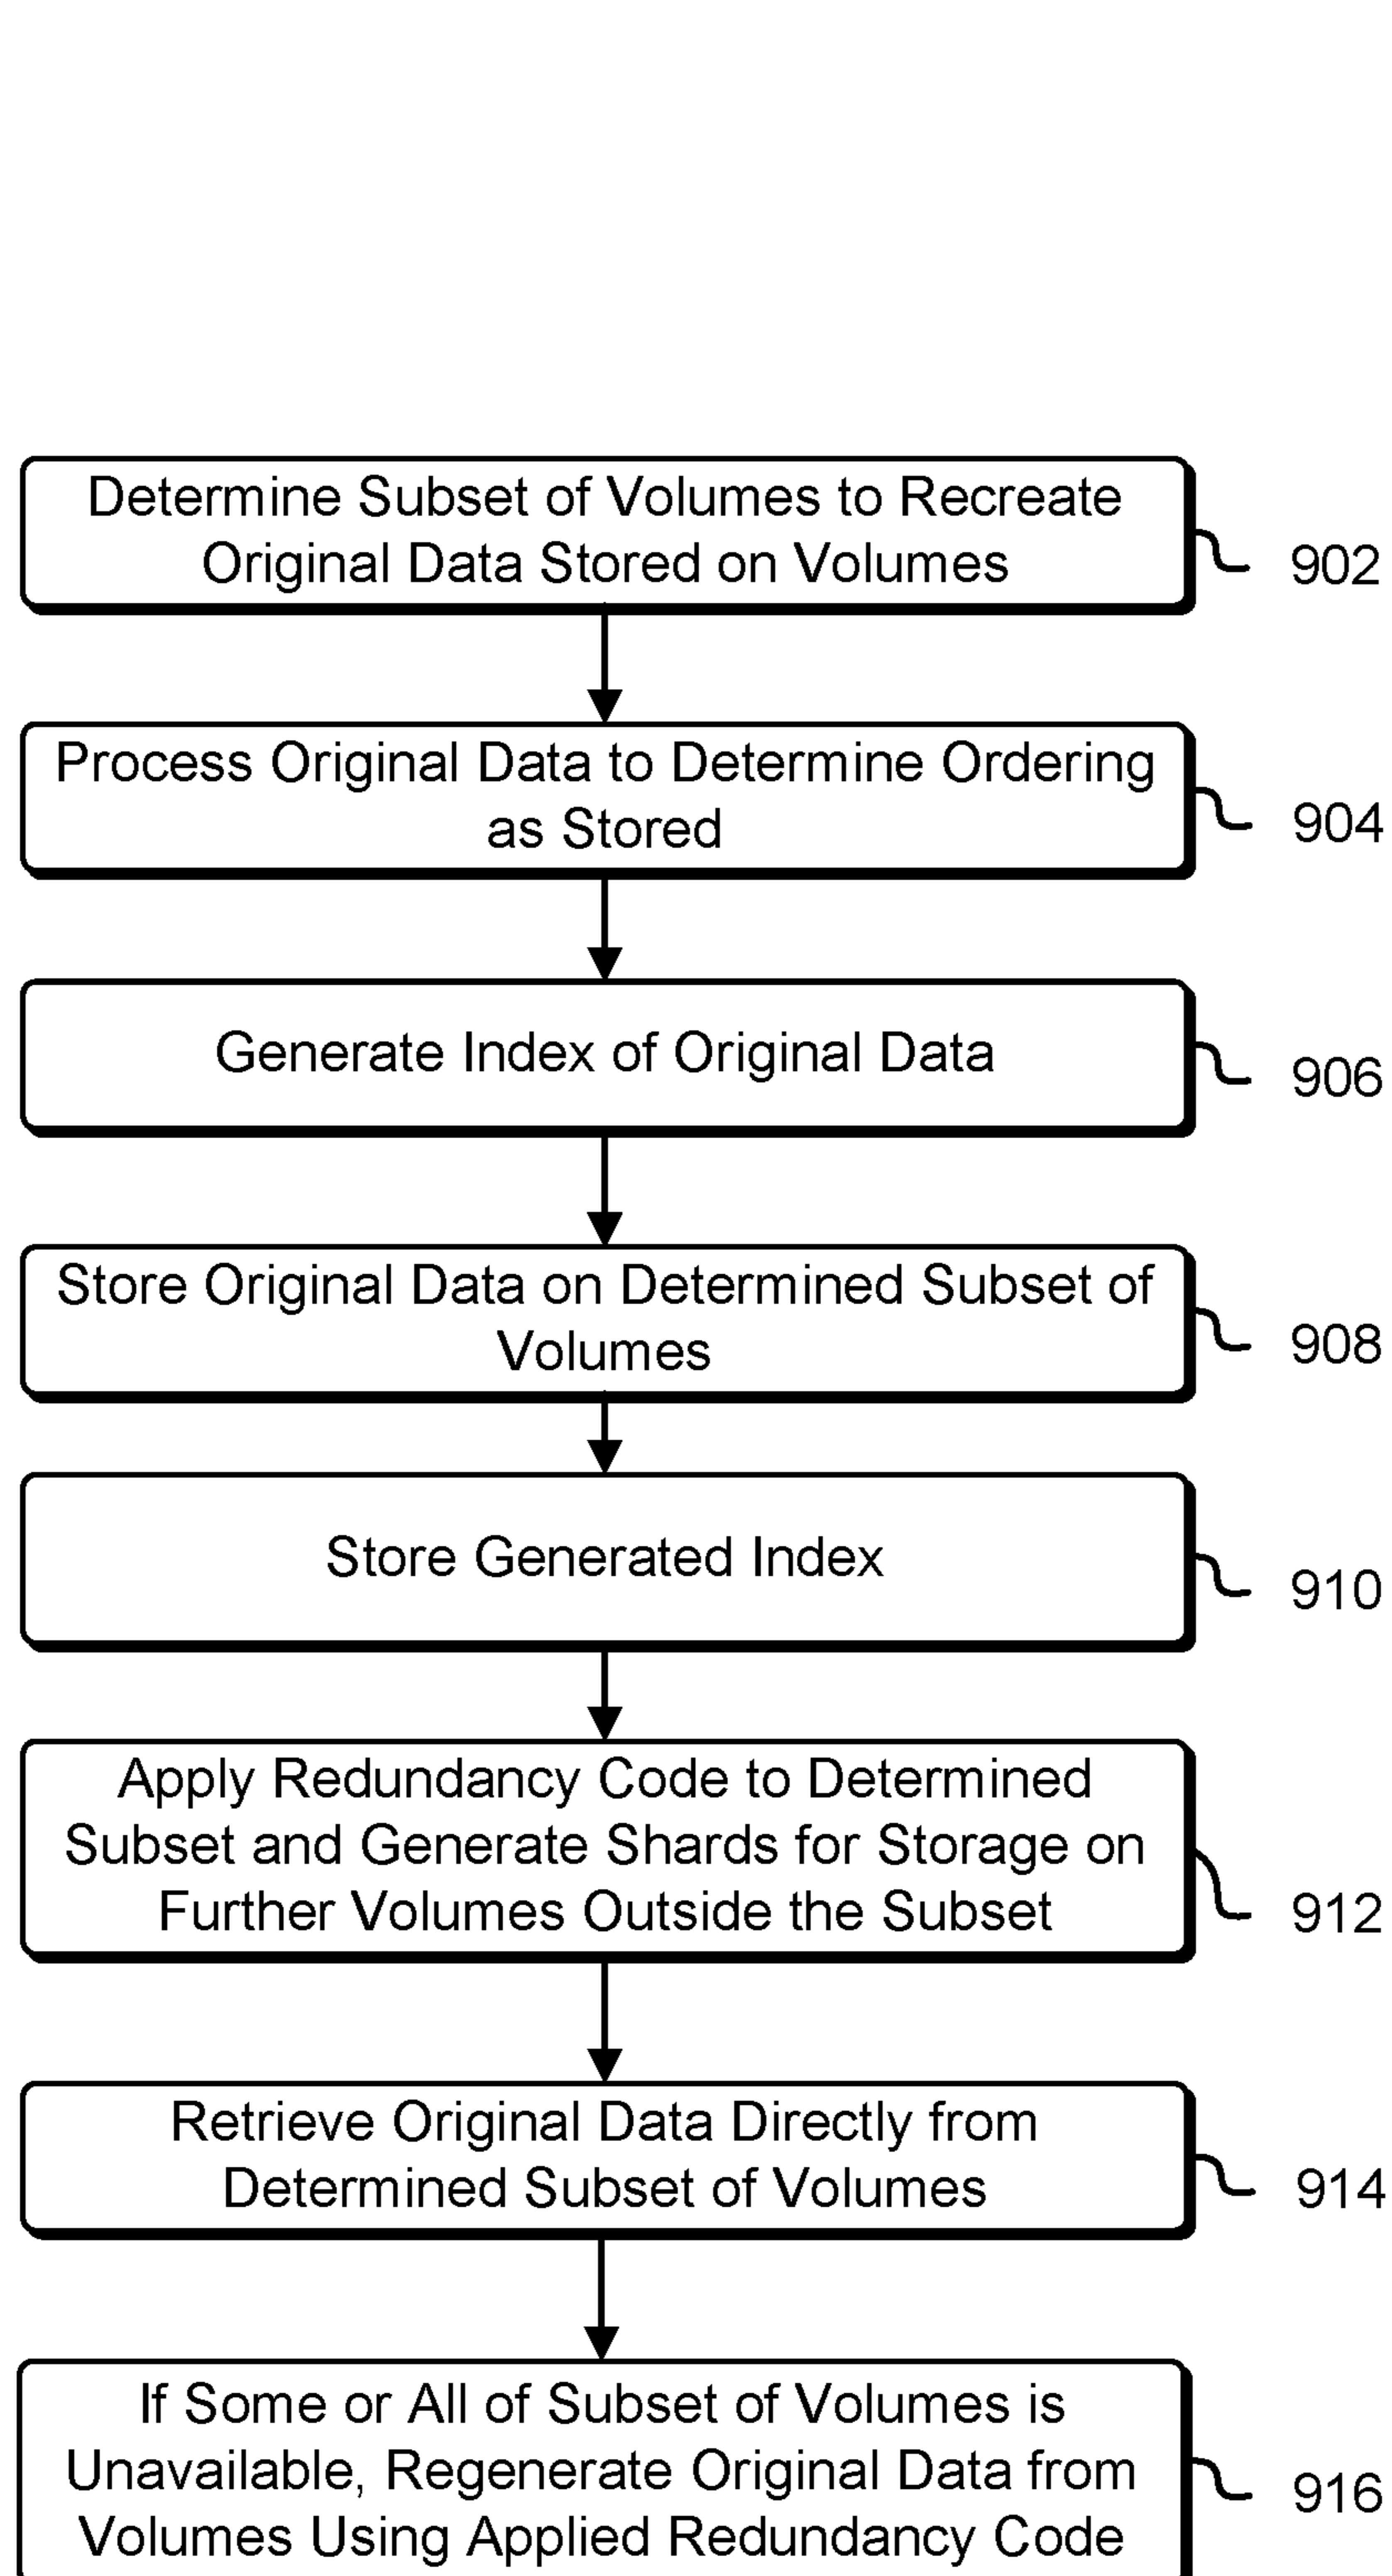 Determine Subset of Volumes to Recreate
Original Data Stored on Volumes
902
Process Original Data to Determine Ordering
as Stored
904
Generate Index of Original Data
906
Store Original Data on Determined Subset of
Volumes
908
Store Generated Index
910
Apply Redundancy Code to Determined
Subset and Generate Shards for Storage on
Further Volumes Outside the Subset
912
Retrieve Original Data Directly from
Determined Subset of Volumes
914
If Some or All of Subset of Volumes is
Unavailable, Regenerate Original Data from
Volumes Using Applied Redundancy Code
916